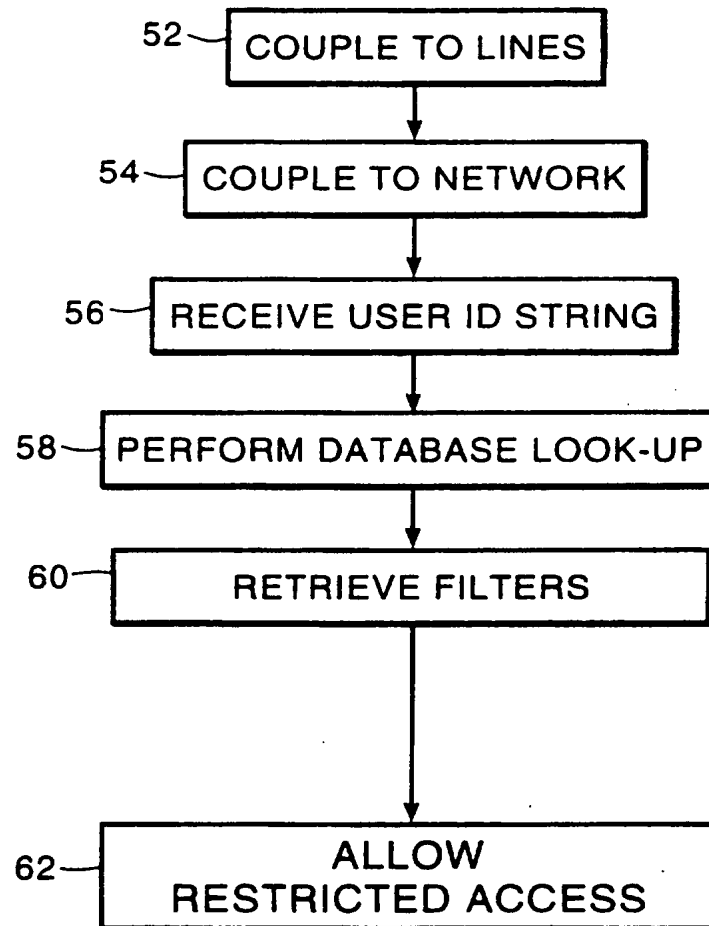 52 COUPLE TO LINES
54 COUPLE TO NETWORK
56 RECEIVE USER ID STRING
58 PERFORM DATABASE LOOK-UP
60 RETRIEVE FILTERS
62 ALLOW
RESTRICTED ACCESS